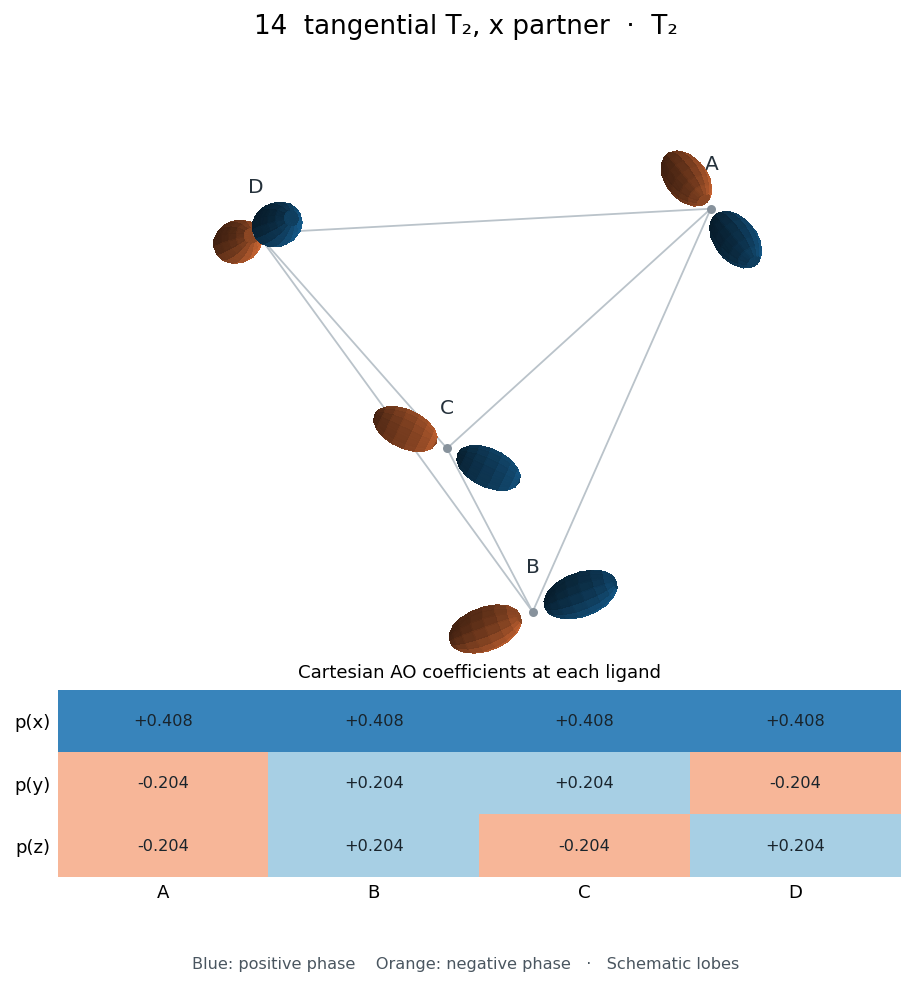 14  tangential T₂, x partner  ·  T₂
A
D
C
B
Cartesian AO coefficients at each ligand
p(x) +0.408 +0.408 +0.408 +0.408
p(y) -0.204 +0.204 +0.204 -0.204
p(z) -0.204 +0.204 -0.204 +0.204
A B C D
Blue: positive phase    Orange: negative phase   ·   Schematic lobes